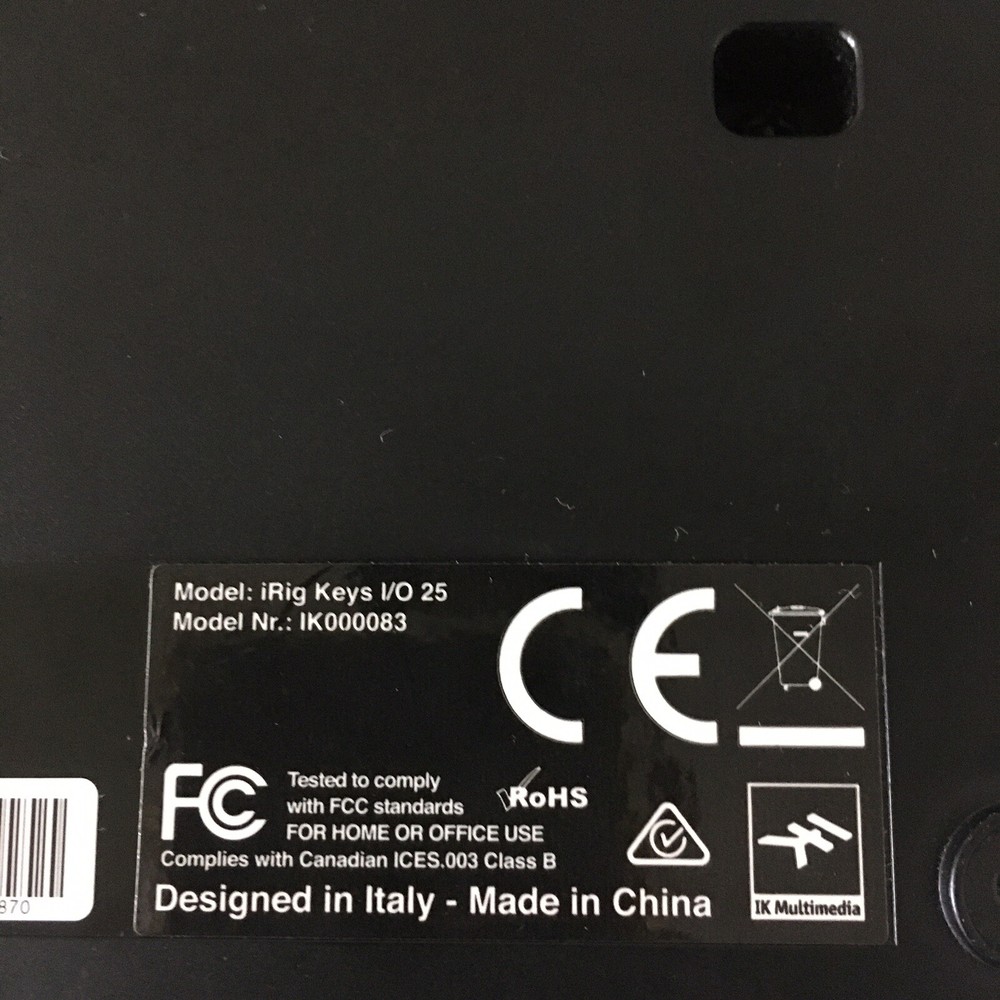 Model: iRig Keys I/O 25
Model Nr.: IK000083
CE
FC
Tested to comply
with FCC standards
FOR HOME OR OFFICE USE
RoHS
Complies with Canadian ICES.003 Class B
Designed in Italy - Made in China
IK Multimedia
870